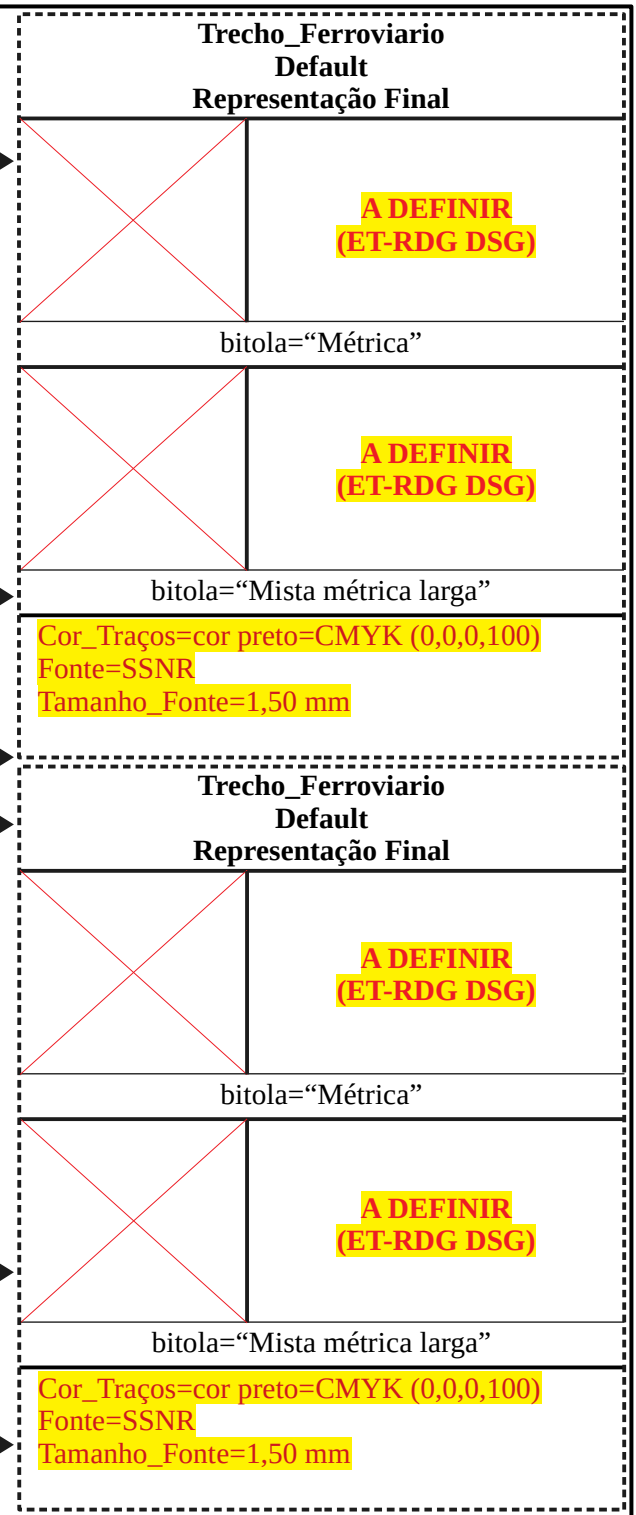 Trecho_Ferroviario
Default
Representação Final
A DEFINIR
(ET-RDG DSG)
bitola=“Métrica”
A DEFINIR
(ET-RDG DSG)
bitola=“Mista métrica larga”
Cor_Traços=cor preto=CMYK (0,0,0,100)
Fonte=SSNR
Tamanho_Fonte=1,50 mm
Trecho_Ferroviario
Default
Representação Final
A DEFINIR
(ET-RDG DSG)
bitola=“Métrica”
A DEFINIR
(ET-RDG DSG)
bitola=“Mista métrica larga”
Cor_Traços=cor preto=CMYK (0,0,0,100)
Fonte=SSNR
Tamanho_Fonte=1,50 mm